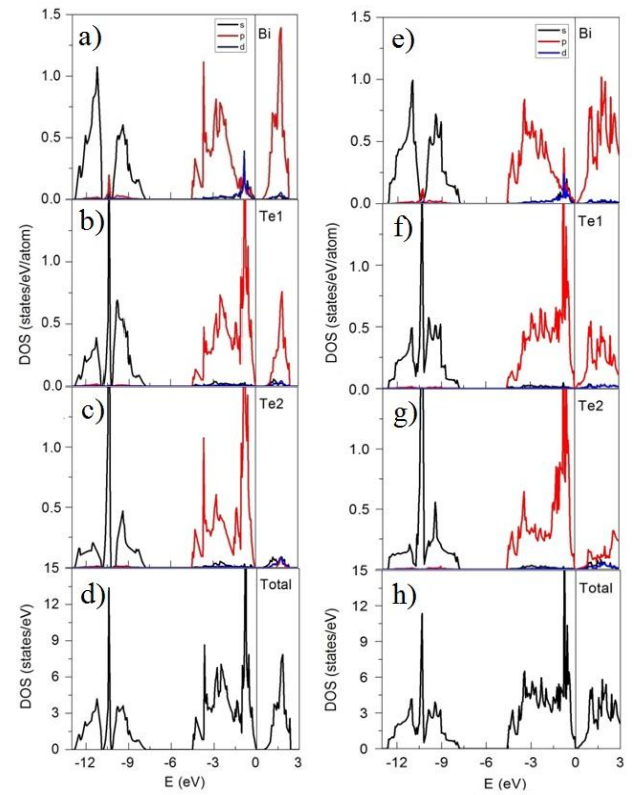 a)
s
p
d
Bi
1.5
1.0
0.5
0.0
b)
Te1
1.0
0.5
0.0
DOS (states/eV/atom)
c)
Te2
1.0
0.5
15
d)
Total
12
9
6
3
0
DOS (states/eV)
-12 -9 -6 -3 0 3
E (eV)
e)
s
p
d
Bi
1.5
1.0
0.5
0.0
f)
Te1
1.0
0.5
0.0
DOS (states/eV/atom)
g)
Te2
1.0
0.5
15
h)
Total
12
9
6
3
0
DOS (states/eV)
-12 -9 -6 -3 0 3
E (eV)